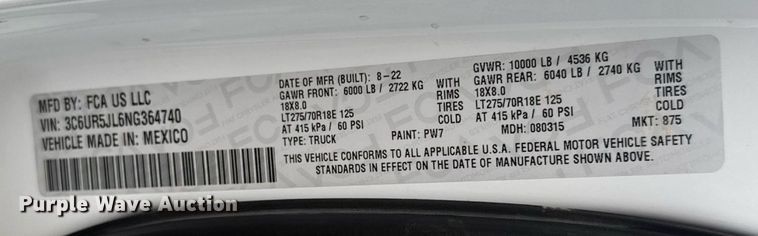 MFD BY: FCA US LLC
VIN: 3C6UR5JL6NG364740
VEHICLE MADE IN: MEXICO
DATE OF MFR (BUILT): 8-22
GAWR FRONT: 6000 LB / 2722 KG WITH
18X8.0 RIMS
LT275/70R18E 125 TIRES
AT 415 kPa / 60 PSI COLD
TYPE: TRUCK PAINT: PW7
GVWR: 10000 LB / 4536 KG
GAWR REAR: 6040 LB / 2740 KG WITH
18X8.0 RIMS
LT275/70R18E 125 TIRES
AT 415 kPa / 60 PSI COLD
MDH: 080315 MKT: 875
THIS VEHICLE CONFORMS TO ALL APPLICABLE U.S.A. FEDERAL MOTOR VEHICLE SAFETY
STANDARDS IN EFFECT ON THE DATE OF MANUFACTURE SHOWN ABOVE.
Purple Wave Auction